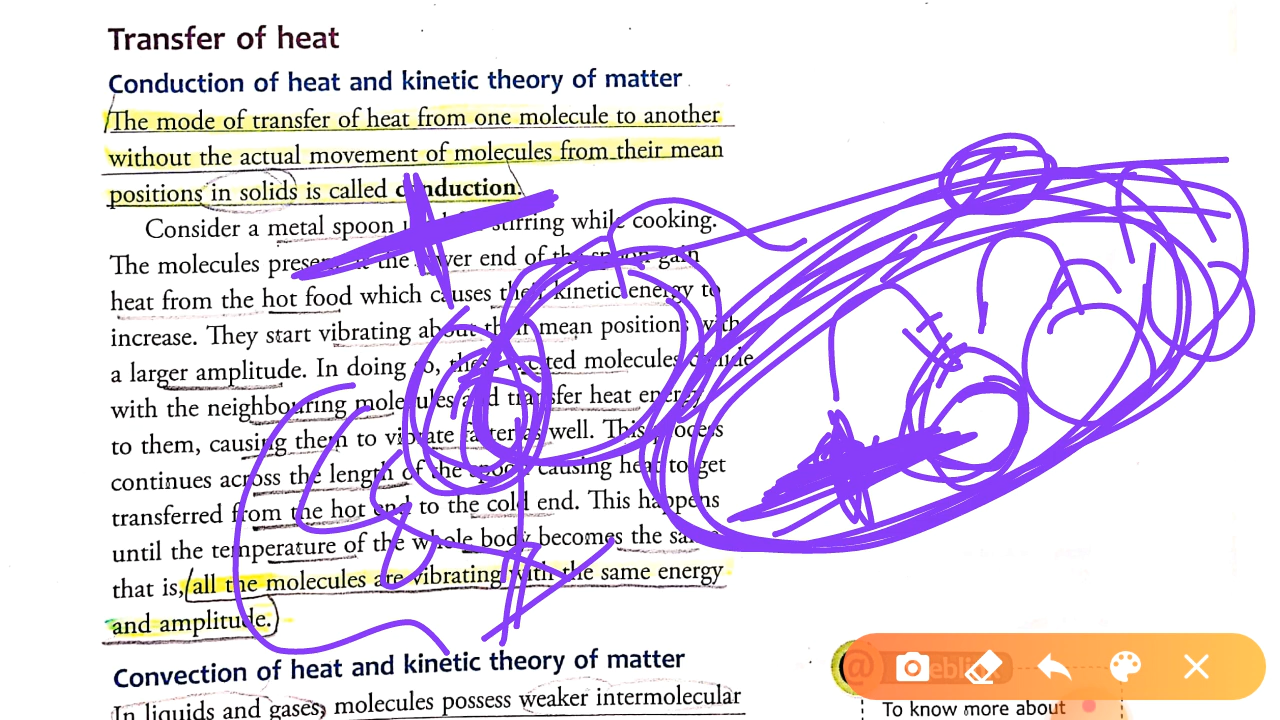 Transfer of heat
Conduction of heat and kinetic theory of matter
The mode of transfer of heat from one molecule to another
without the actual movement of molecules from their mean
positions in solids is called conduction.
Consider a metal spoon stirring while cooking.
The molecules present at the lower end of the spoon gain
heat from the hot food which causes their kinetic energy to
increase. They start vibrating about their mean positions with
a larger amplitude. In doing so, these excited molecules collide
with the neighbouring molecules and transfer heat energy
to them, causing them to vibrate faster as well. This process
continues across the length of the spoon causing heat to get
transferred from the hot end to the cold end. This happens
until the temperature of the whole body becomes the same
that is, all the molecules are vibrating with the same energy
and amplitude.
Convection of heat and kinetic theory of matter
In liquids and gases, molecules possess weaker intermolecular
To know more about